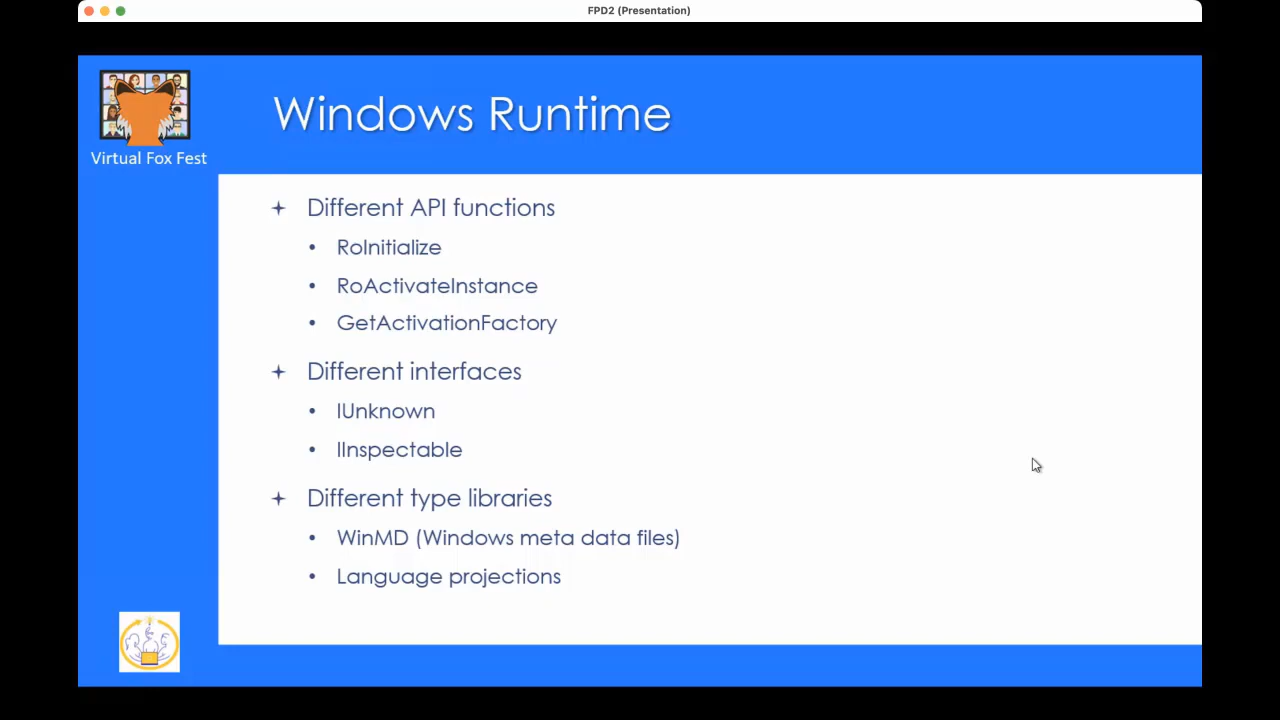 FPD2 (Presentation)
Windows Runtime
Virtual Fox Fest
Different API functions
RoInitialize
RoActivateInstance
GetActivationFactory
Different interfaces
IUnknown
IInspectable
Different type libraries
WinMD (Windows meta data files)
Language projections